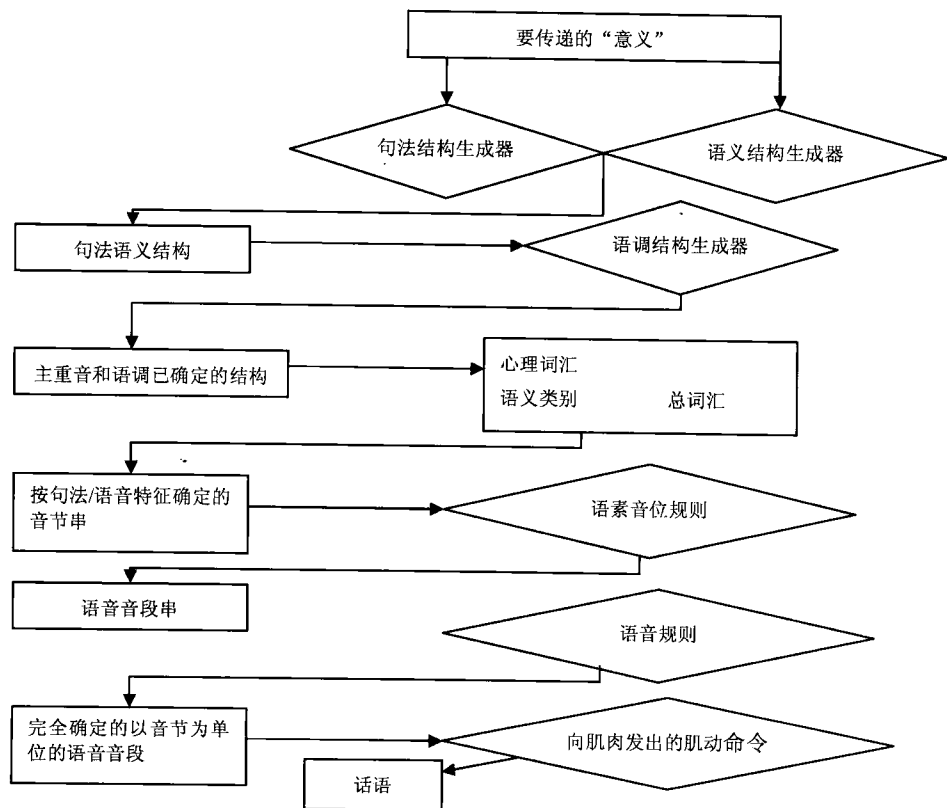 要传递的“意义”
句法结构生成器
语义结构生成器
句法语义结构
语调结构生成器
主重音和语调已确定的结构
心理词汇
语义类别 总词汇
按句法/语音特征确定的
音节串
语素音位规则
语音音段串
语音规则
完全确定的以音节为单
位的语音音段
向肌肉发出的肌动命令
话语